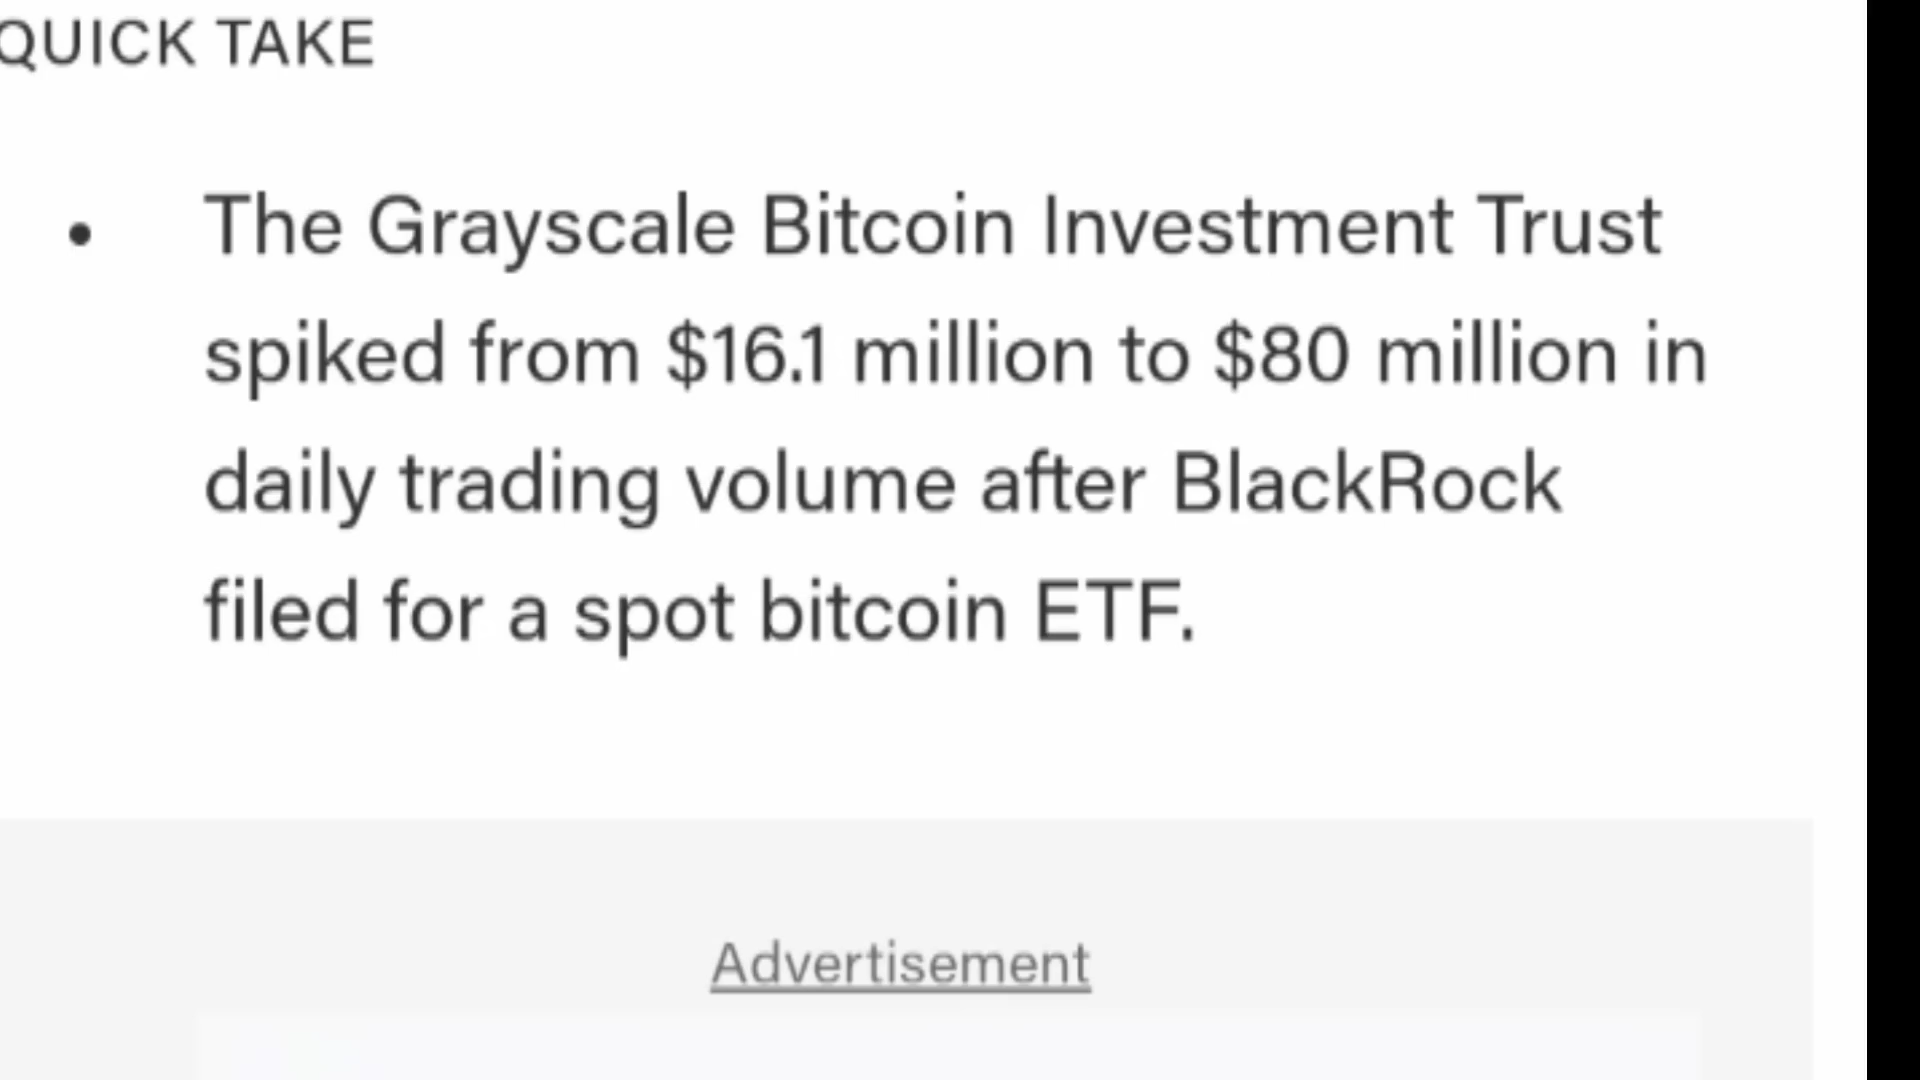 QUICK TAKE
• The Grayscale Bitcoin Investment Trust
spiked from $16.1 million to $80 million in
daily trading volume after BlackRock
filed for a spot bitcoin ETF.
Advertisement